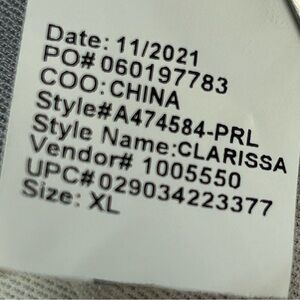 Date: 11/2021
PO# 060197783
COO: CHINA
Style#A474584-PRL
Style Name:CLARISSA
Vendor# 1005550
UPC#029034223377
Size: XL